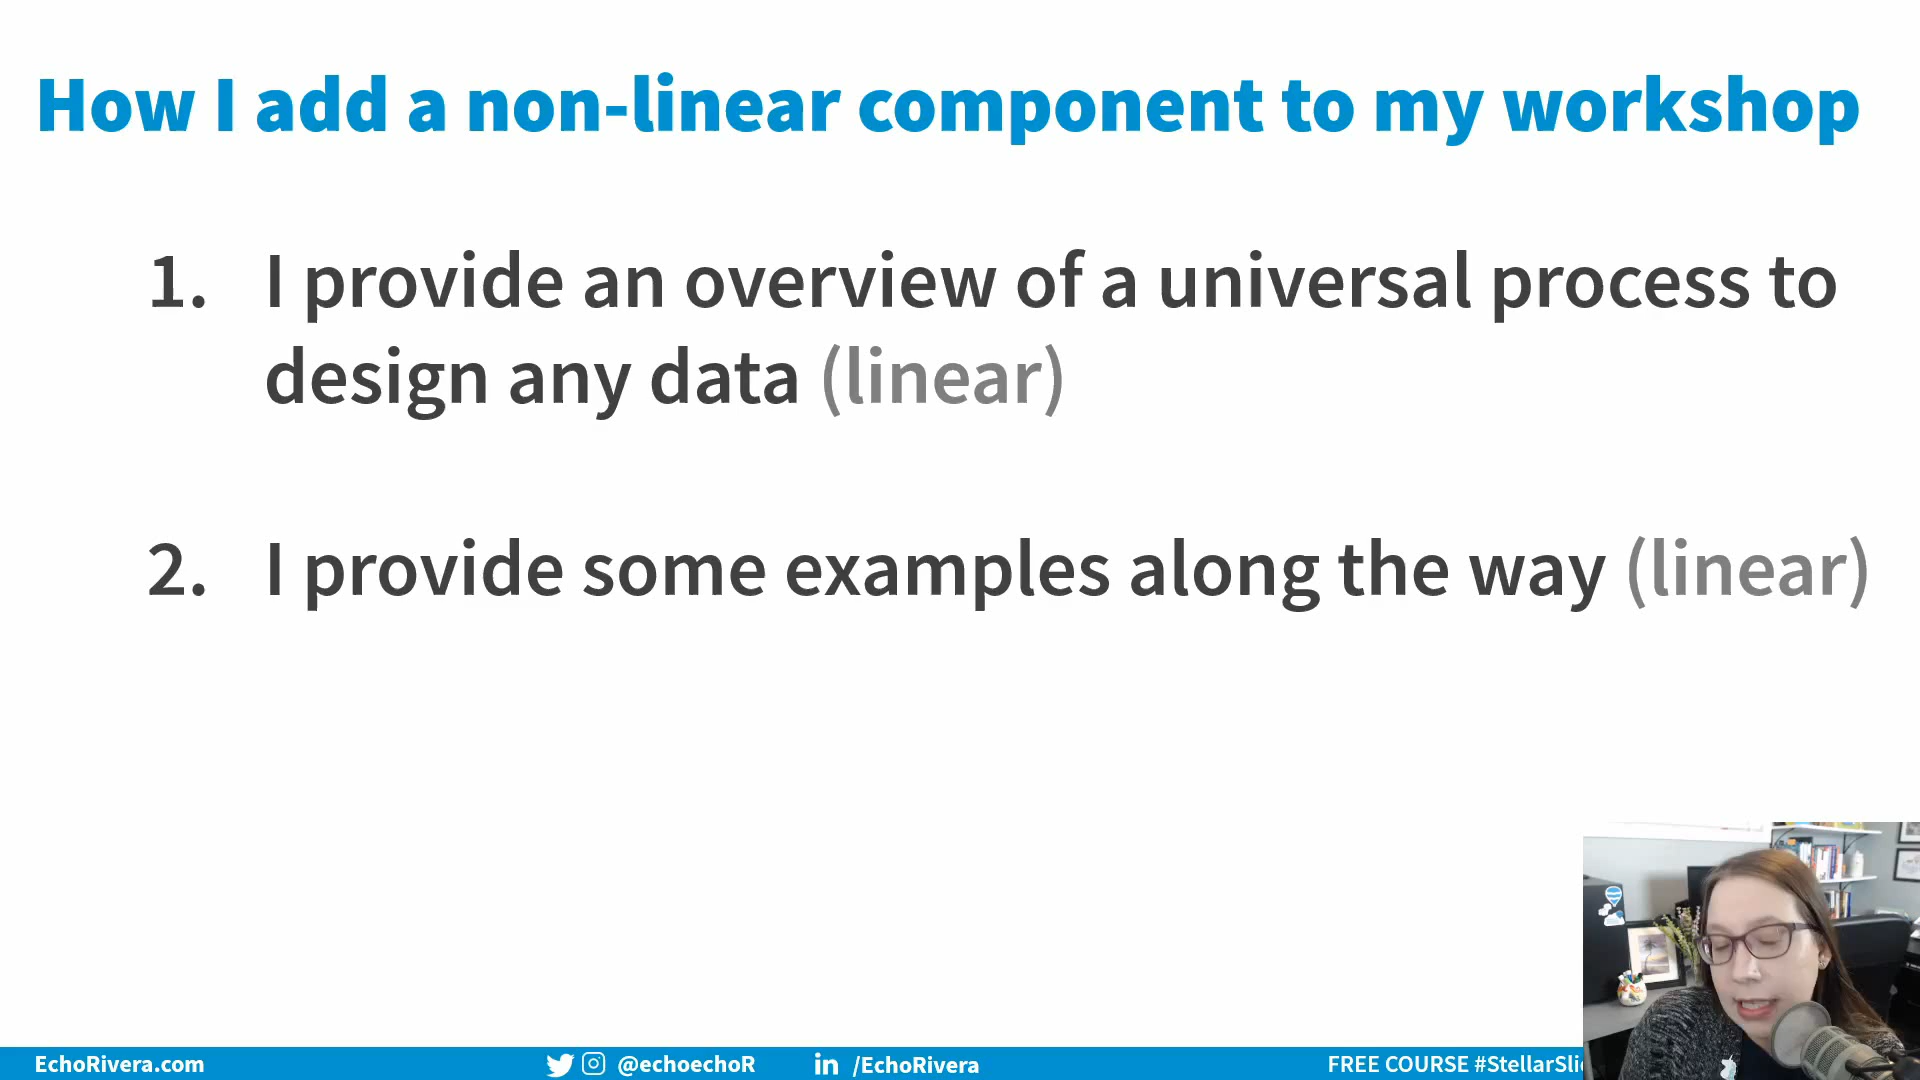 How I add a non-linear component to my workshop
1. I provide an overview of a universal process to
design any data (linear)
2. I provide some examples along the way (linear)
EchoRivera.com @echoechoR /EchoRivera FREE COURSE